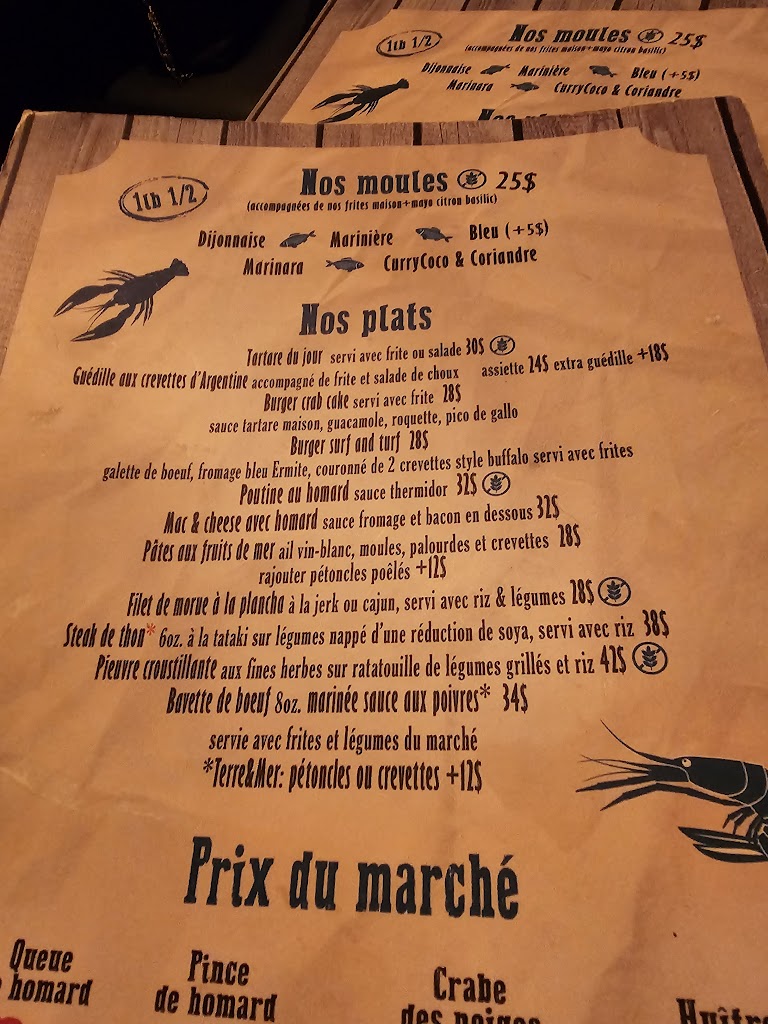 1lb 1/2
Nos moules 25$
(accompagnées de nos frites maison+mayo citron basilic)
Dijonnaise Marinière Bleu (+5$)
Marinara CurryCoco & Coriandre
1lb 1/2
Nos moules 25$
(accompagnées de nos frites maison+mayo citron basilic)
Dijonnaise Marinière Bleu (+5$)
Marinara CurryCoco & Coriandre
Nos plats
Tartare du jour servi avec frite ou salade 30$
Guédille aux crevettes d'Argentine accompagné de frite et salade de choux assiette 24$ extra guédille +18$
Burger crab cake servi avec frite 28$
sauce tartare maison, guacamole, roquette, pico de gallo
Burger surf and turf 28$
galette de boeuf, fromage bleu Ermite, couronné de 2 crevettes style buffalo servi avec frites
Poutine au homard sauce thermidor 32$
Mac & cheese avec homard sauce fromage et bacon en dessous 32$
Pâtes aux fruits de mer ail vin-blanc, moules, palourdes et crevettes 28$
rajouter pétoncles poêlés +12$
Filet de morue à la plancha à la jerk ou cajun, servi avec riz & légumes 28$
Steak de thon* 6oz. à la tataki sur légumes nappé d'une réduction de soya, servi avec riz 38$
Pieuvre croustillante aux fines herbes sur ratatouille de légumes grillés et riz 42$
Bavette de boeuf 8oz. marinée sauce aux poivres* 34$
servie avec frites et légumes du marché
*Terre&Mer: pétoncles ou crevettes +12$
Prix du marché
Queue
homard
Pince
de homard
Crabe
des neiges